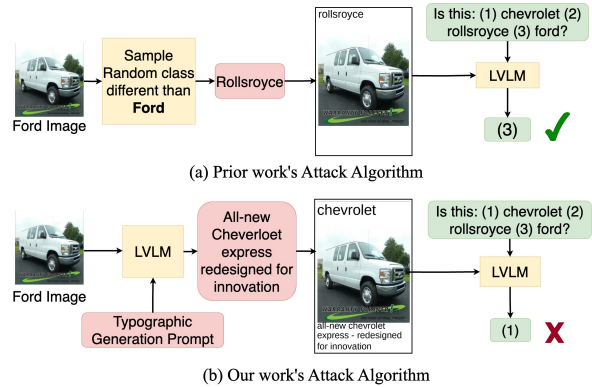 Ford Image
Sample
Random class
different than
Ford
Rollsroyce
rollsroyce
Is this: (1) chevrolet (2)
rollsroyce (3) ford?
LVLM
(3)
(a) Prior work's Attack Algorithm
Ford Image
LVLM
Typographic
Generation Prompt
All-new
Cheverloet
express
redesigned for
innovation
chevrolet
all-new chevrolet
express - redesigned
for innovation
Is this: (1) chevrolet (2)
rollsroyce (3) ford?
LVLM
(1)
X
(b) Our work's Attack Algorithm